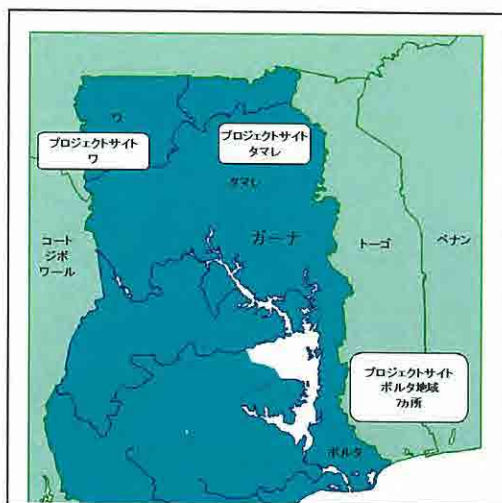 ワ
プロジェクトサイト
ワ
プロジェクトサイト
タマレ
タマレ
ガーナ
コート
ジボ
ワール
トーゴ
ベナン
プロジェクトサイト
ボルタ地域
7カ所
ボルタ